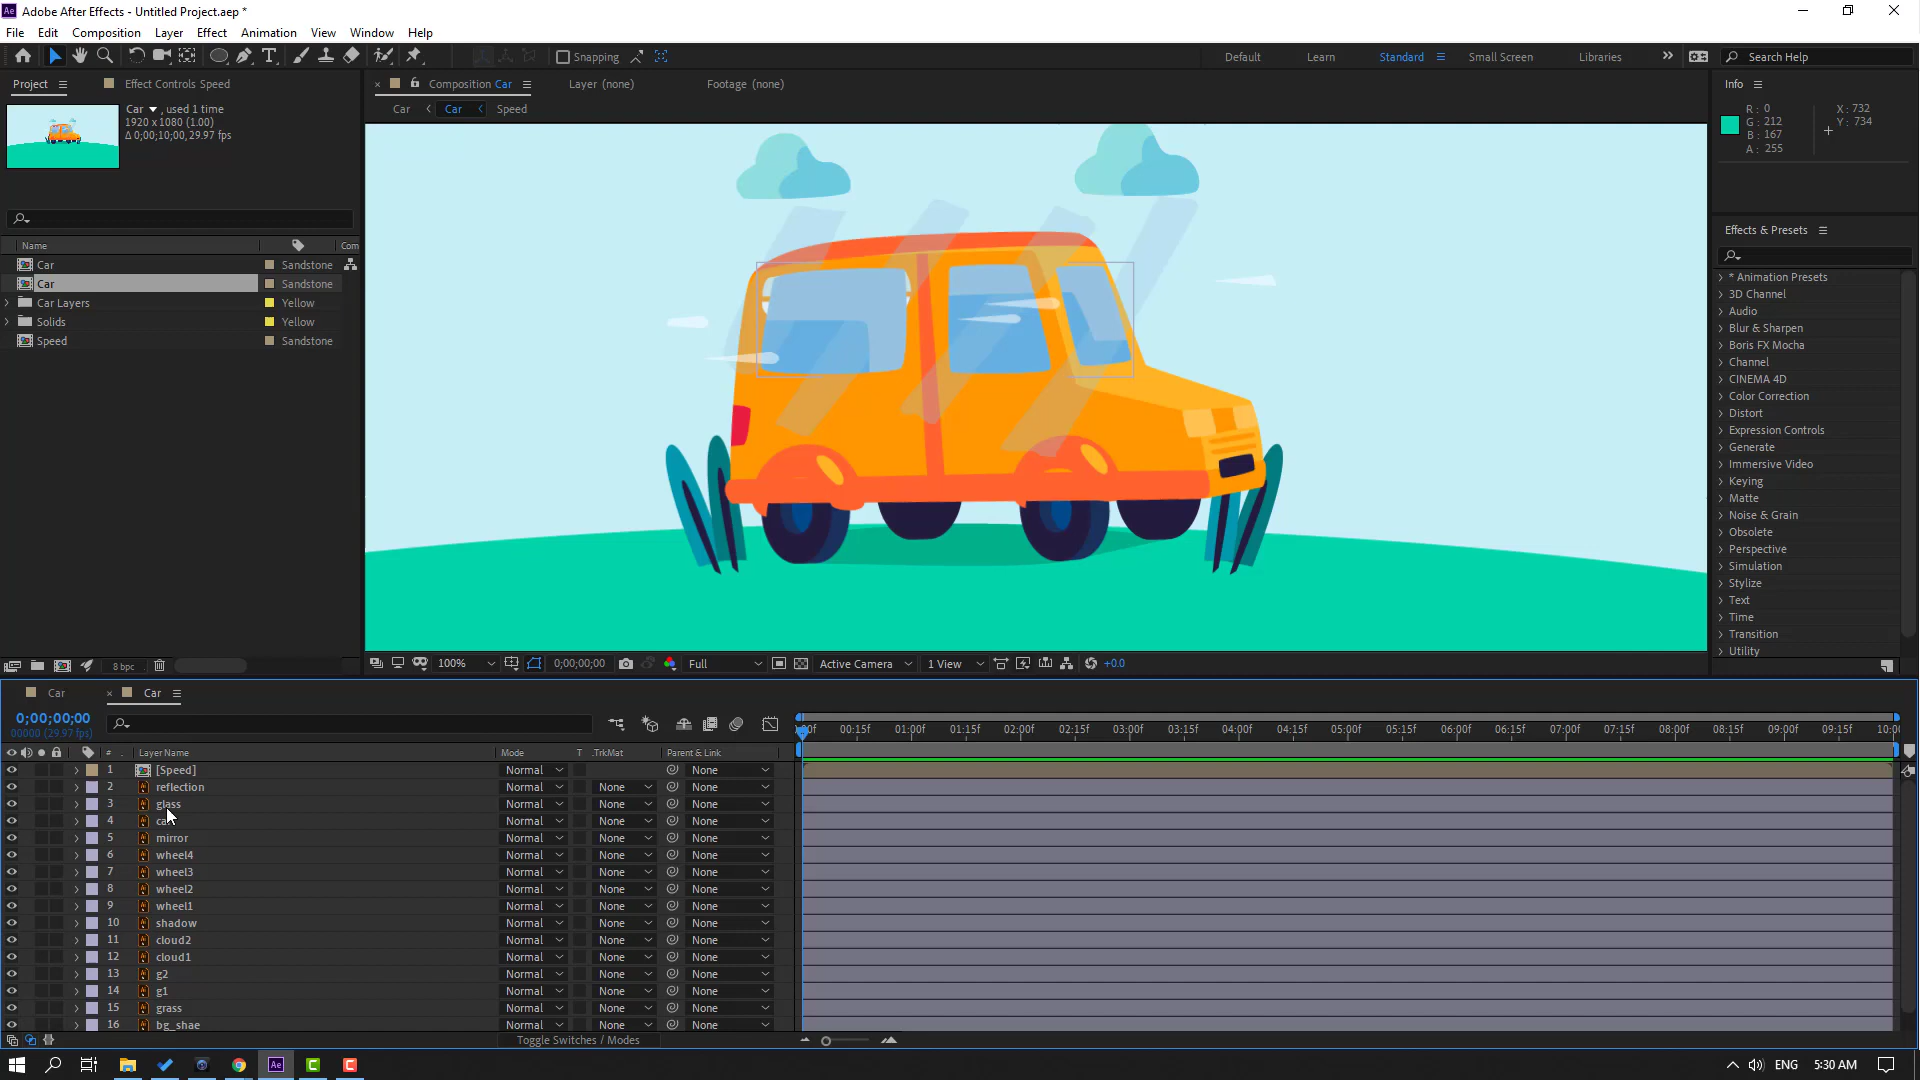 Adobe After Effects - Untitled Project.aep *
File Edit Composition Layer Effect Animation View Window Help
Snapping Default Learn Standard Small Screen Libraries Search Help
Project Effect Controls Speed
Car , used 1 time
1920 x 1080 (1.00)
Δ 0;00;10;00, 29.97 fps
Name Com
Car Sandstone
Car Sandstone
Car Layers Yellow
Solids Yellow
Speed Sandstone
8 bpc
Composition Car Layer (none) Footage (none)
Car Car Speed
100% 0;00;00;00 Full Active Camera 1 View +0.0
Info
R: 0 X: 732
G: 212 Y: 734
B: 167
A: 255
Effects & Presets
* Animation Presets
3D Channel
Audio
Blur & Sharpen
Boris FX Mocha
Channel
CINEMA 4D
Color Correction
Distort
Expression Controls
Generate
Immersive Video
Keying
Matte
Noise & Grain
Obsolete
Perspective
Simulation
Stylize
Text
Time
Transition
Utility
Car Car
0;00;00;00
00000 (29.97 fps)
00:15f 01:00f 01:15f 02:00f 02:15f 03:00f 03:15f 04:00f 04:15f 05:00f 05:15f 06:00f 06:15f 07:00f 07:15f 08:00f 08:15f 09:00f 09:15f
# Layer Name Mode T .TrkMat Parent & Link
1 [Speed] Normal None
2 reflection Normal None None
3 glass Normal None None
4 Normal None None
5 mirror Normal None None
6 wheel4 Normal None None
7 wheel3 Normal None None
8 wheel2 Normal None None
9 wheel1 Normal None None
10 shadow Normal None None
11 cloud2 Normal None None
12 cloud1 Normal None None
13 g2 Normal None None
14 g1 Normal None None
15 grass Normal None None
16 bg_shae Normal None None
Toggle Switches / Modes
Ae ENG 5:30 AM